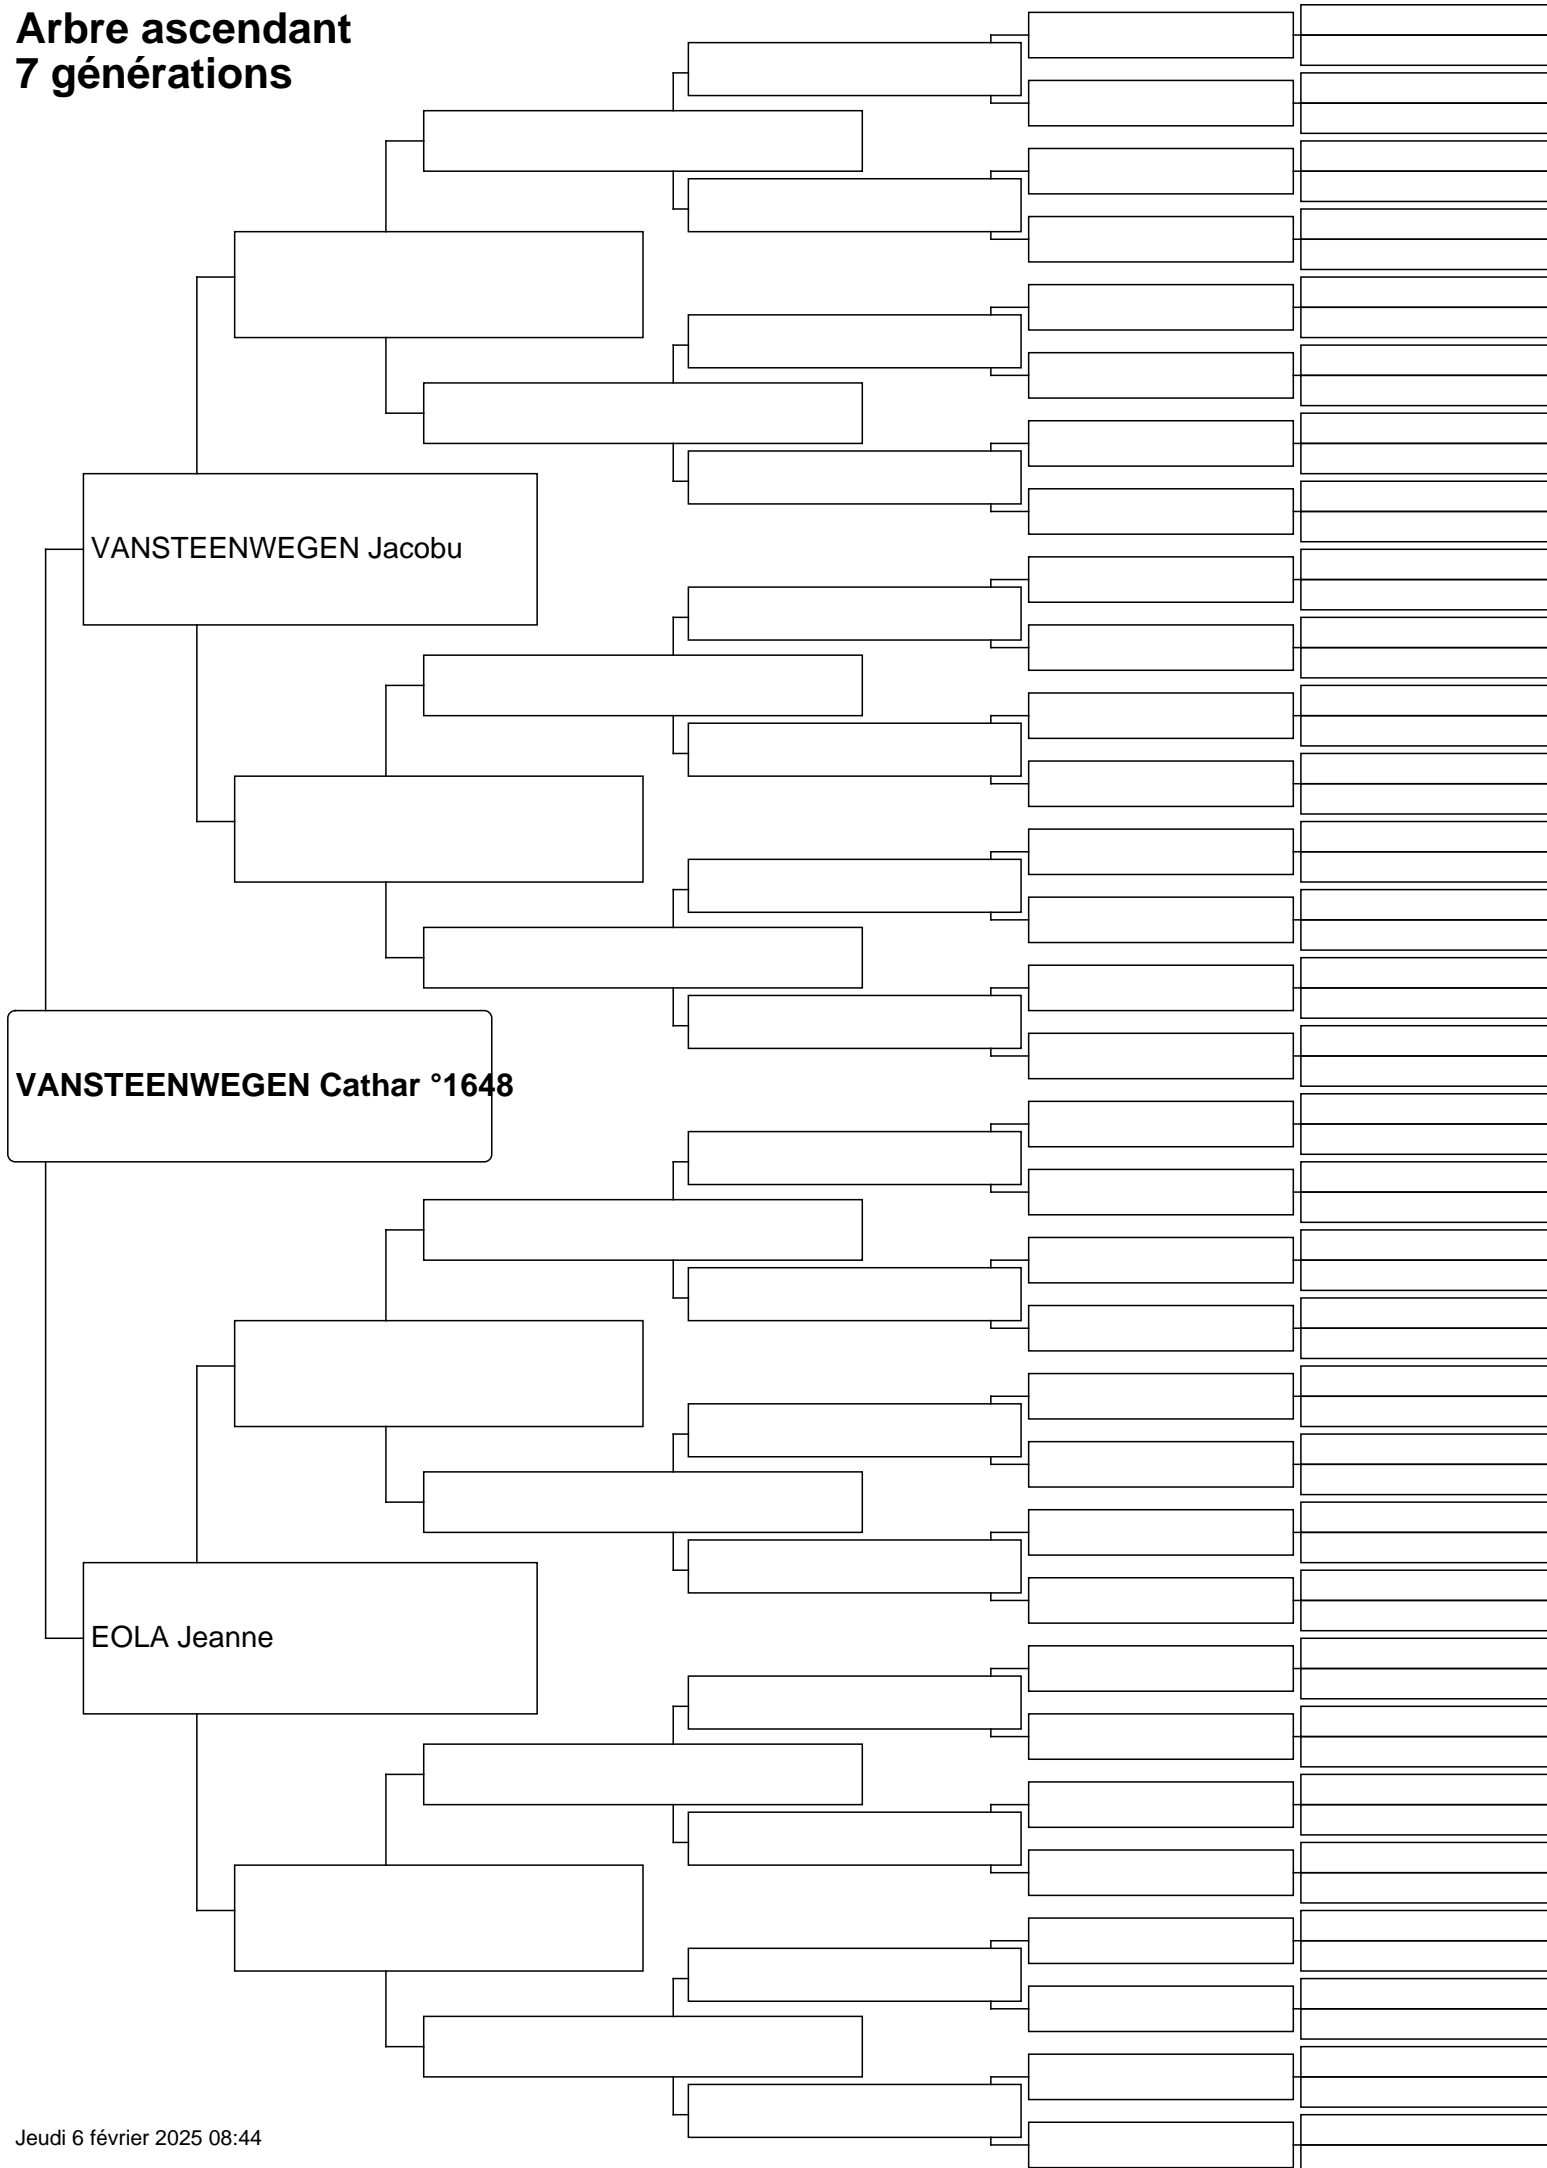 Arbre ascendant
7 générations
VANSTEENWEGEN Jacobu
VANSTEENWEGEN Cathar °1648
EOLA Jeanne
Jeudi 6 février 2025 08:44